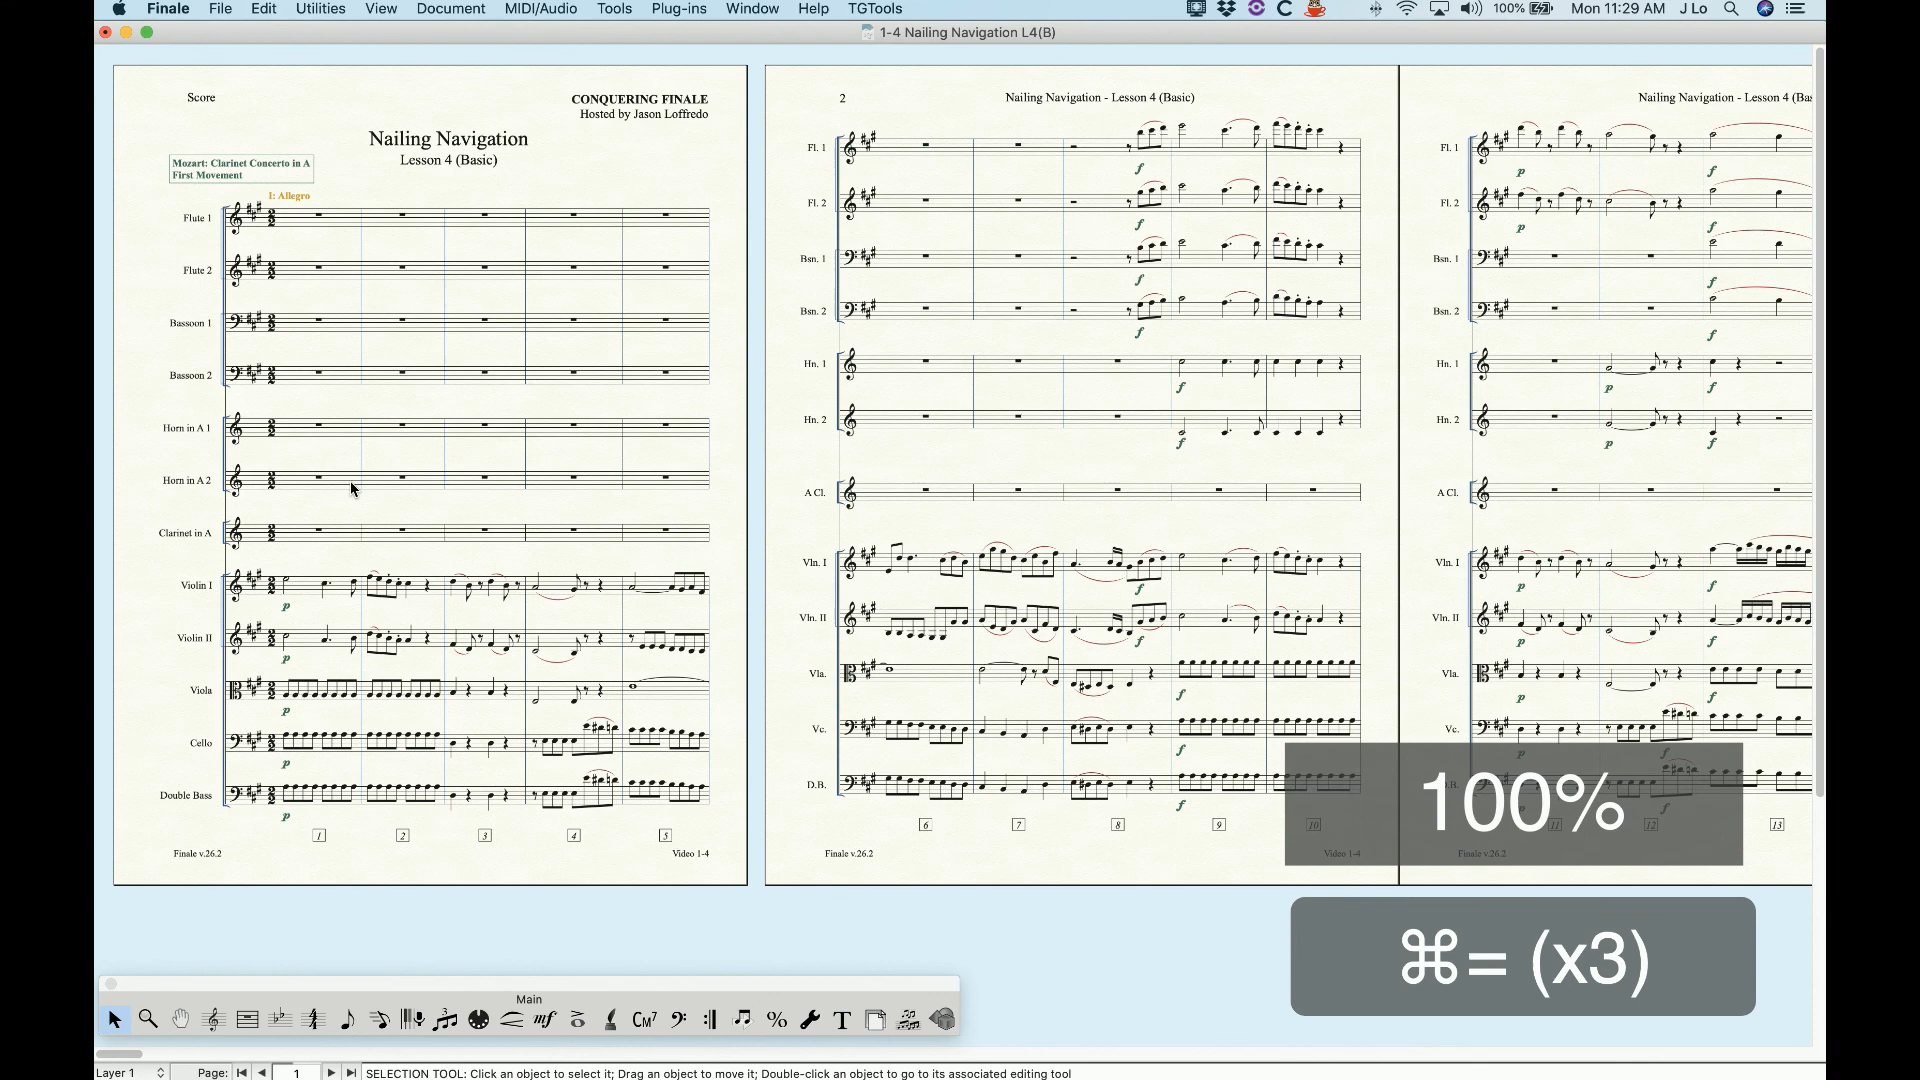 Finale File Edit Utilities View Document MIDI/Audio Tools Plug-ins Window Help TGTools 100% Mon 11:29 AM J Lo
1-4 Nailing Navigation L4(B)
Score
CONQUERING FINALE
Hosted by Jason Loffredo
Nailing Navigation
Lesson 4 (Basic)
Mozart: Clarinet Concerto in A
First Movement
I: Allegro
Flute 1
Flute 2
Bassoon 1
Bassoon 2
Horn in A 1
Horn in A 2
Clarinet in A
Violin I
p
Violin II
p
Viola
p
Cello
p
Double Bass
p
1 2 3 4 5
Finale v.26.2 Video 1-4
2 Nailing Navigation - Lesson 4 (Basic)
Fl. 1
f
Fl. 2
f
Bsn. 1
f
Bsn. 2
f
Hn. 1
f
Hn. 2
f
A Cl.
Vln. I
f
Vln. II
f
Vla.
f
Vc.
f
D.B.
f
6 7 8 9 10
Finale v.26.2 Video 1-4
Nailing Navigation - Lesson 4 (Bas
Fl. 1
p f
Fl. 2
p f
Bsn. 1
f
Bsn. 2
f
Hn. 1
p f
Hn. 2
p f
A Cl.
Vln. I
p f
Vln. II
p f
Vla.
p f
Vc.
p f
11 12 13
Finale v.26.2
100%
⌘= (x3)
Main
mf CM7 % T
Layer 1 Page: 1 SELECTION TOOL: Click an object to select it; Drag an object to move it; Double-click an object to go to its associated editing tool